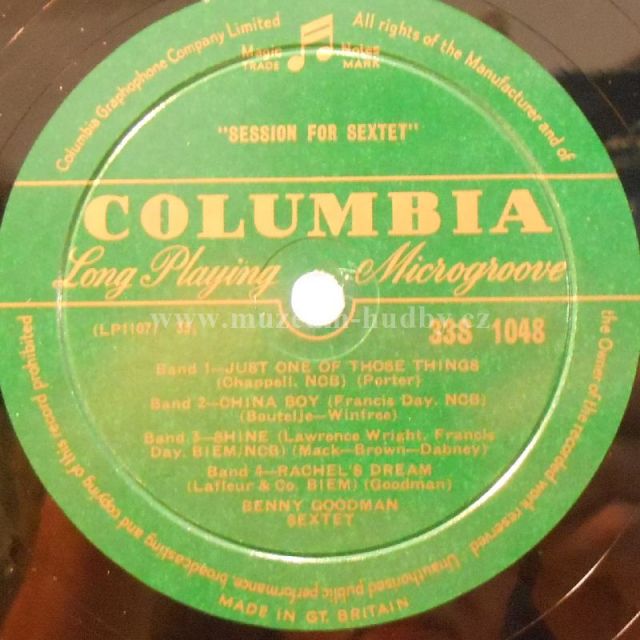 Columbia Graphophone Company Limited
All rights of the Manufacturer and of
the Owner of the recorded work reserved.
Unauthorised public performance, broadcasting and copying of this record prohibited
Magic Notes
TRADE MARK
"SESSION FOR SEXTET"
COLUMBIA
Long Playing Microgroove
www.muzeum-hudby.cz
(LP1107)
33S 1048
Band 1—JUST ONE OF THOSE THINGS
(Chappell, NCB) (Porter)
Band 2—CHINA BOY (Francis Day, NCB)
(Boutelje—Winfree)
Band 3—SHINE (Lawrence Wright, Francis
Day, BIEM/NCB) (Mack—Brown—Dabney)
Band 4—RACHEL'S DREAM
(Lafleur & Co. BIEM) (Goodman)
BENNY GOODMAN
SEXTET
MADE IN GT. BRITAIN